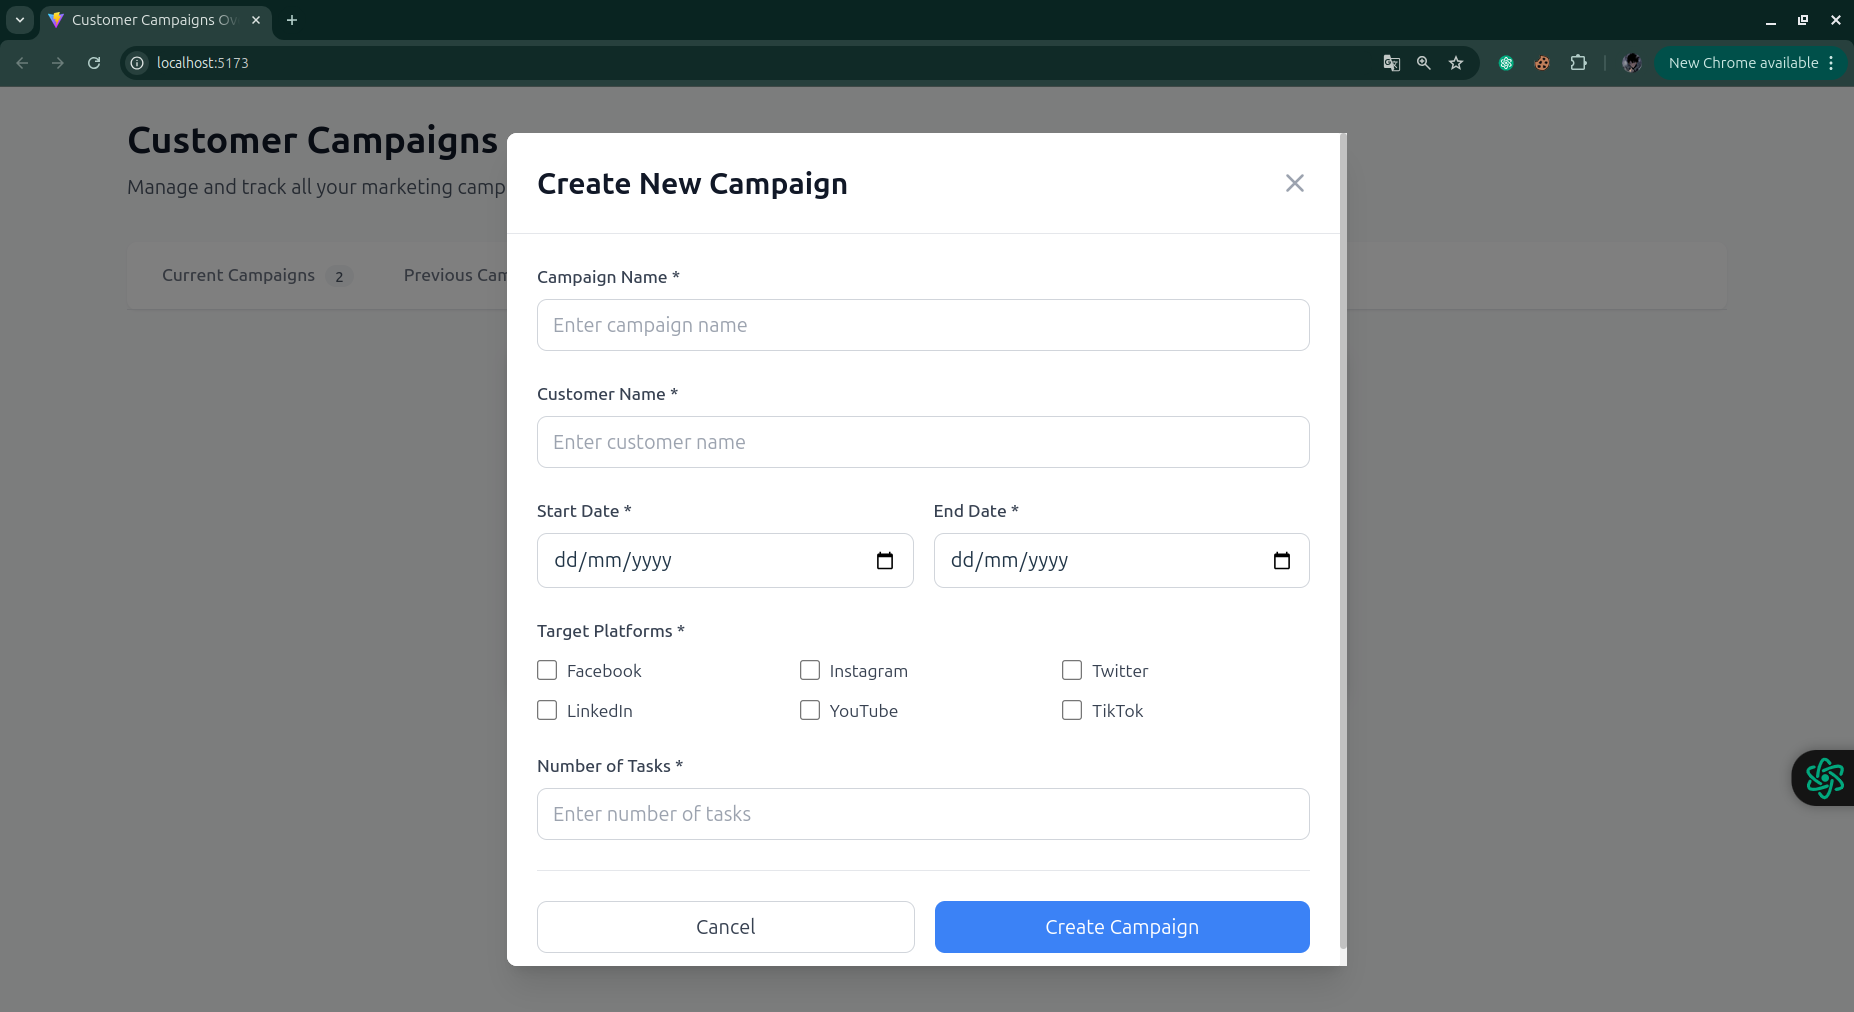 Customer Campaigns Ov
localhost:5173
New Chrome available
Customer Campaigns
Manage and track all your marketing camp
Current Campaigns 2 Previous Cam
Create New Campaign
Campaign Name *
Enter campaign name
Customer Name *
Enter customer name
Start Date * End Date *
dd/mm/yyyy dd/mm/yyyy
Target Platforms *
Facebook Instagram Twitter
LinkedIn YouTube TikTok
Number of Tasks *
Enter number of tasks
Cancel Create Campaign